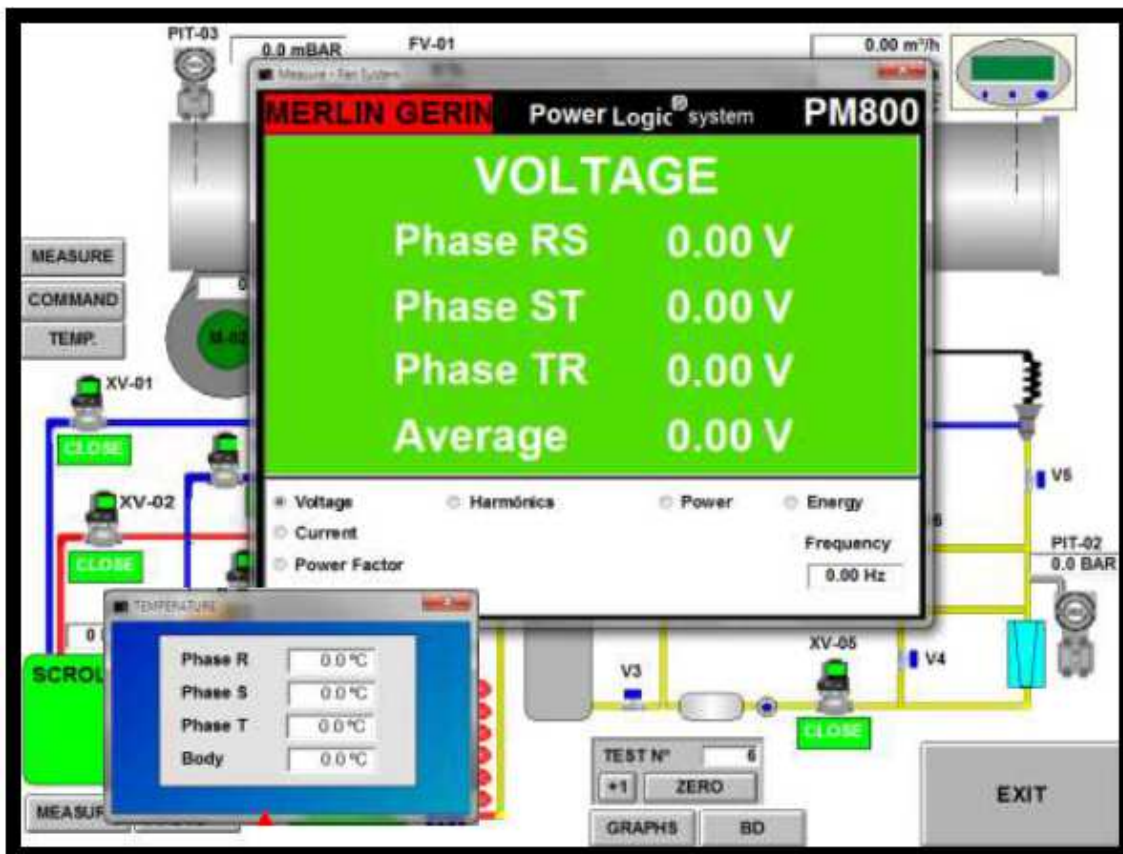 PIT-03
0.0 mBAR
FV-01
0.00 m³/h
Measure - Fan System
MERLIN GERIN
Power Logic system
PM800
VOLTAGE
Phase RS 0.00 V
Phase ST 0.00 V
Phase TR 0.00 V
Average 0.00 V
Voltage
Harmônics
Power
Energy
Current
Power Factor
Frequency
0.00 Hz
MEASURE
COMMAND
TEMP.
M-02
XV-01
CLOSE
XV-02
CLOSE
V5
PIT-02
0.0 BAR
TEMPERATURE
Phase R 0.0 ºC
Phase S 0.0 ºC
Phase T 0.0 ºC
Body 0.0 ºC
V3
XV-05
CLOSE
V4
TEST Nº 6
+1
ZERO
GRAPHS
BD
EXIT